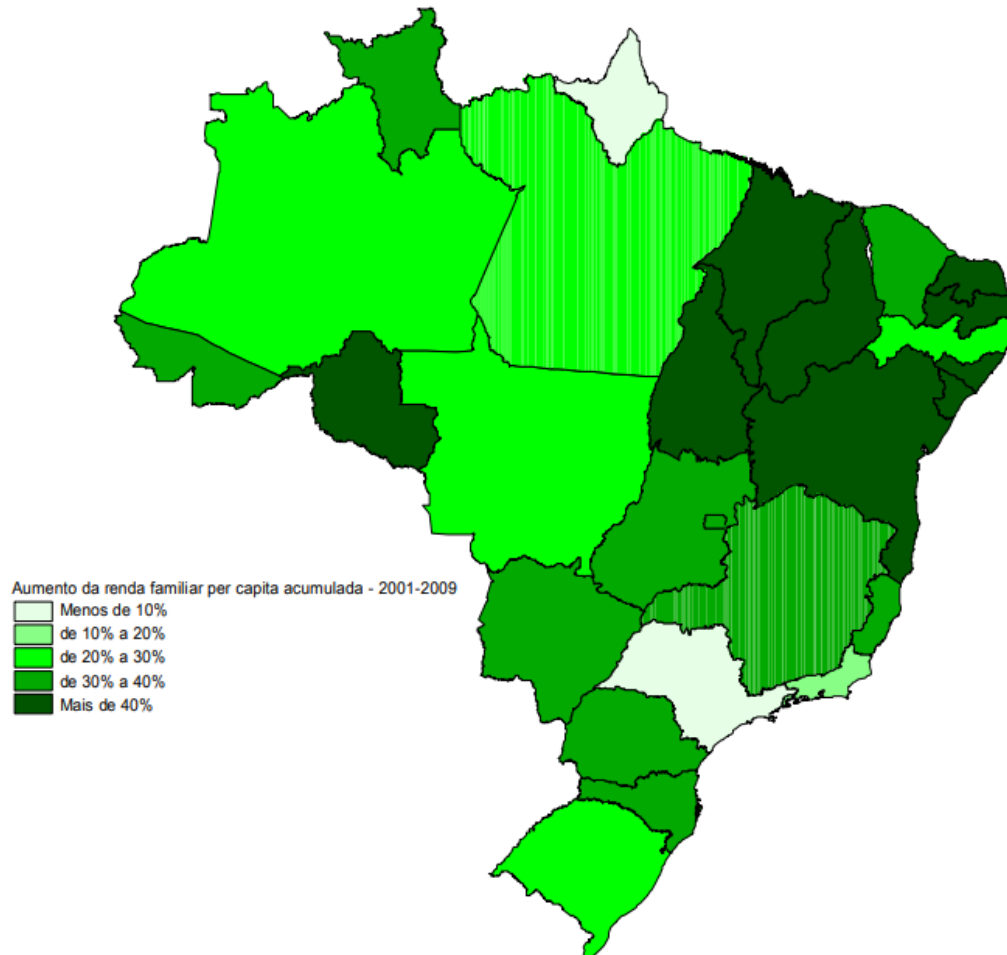 Aumento da renda familiar per capita acumulada - 2001-2009
Menos de 10%
de 10% a 20%
de 20% a 30%
de 30% a 40%
Mais de 40%